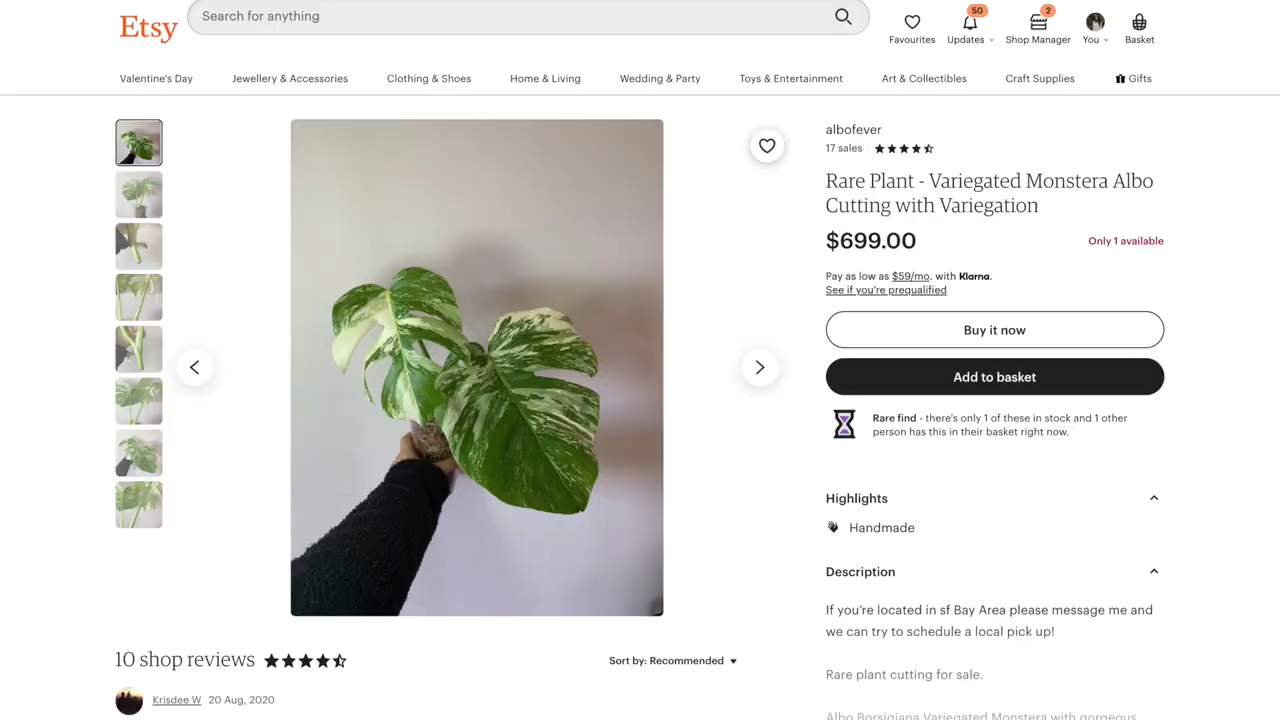 Etsy
Search for anything
50
2
Favourites
Updates
Shop Manager
You
Basket
Valentine's Day
Jewellery & Accessories
Clothing & Shoes
Home & Living
Wedding & Party
Toys & Entertainment
Art & Collectibles
Craft Supplies
Gifts
albofever
17 sales
Rare Plant - Variegated Monstera Albo
Cutting with Variegation
$699.00
Only 1 available
Pay as low as $59/mo. with Klarna.
See if you're prequalified
Buy it now
Add to basket
Rare find - there's only 1 of these in stock and 1 other
person has this in their basket right now.
Highlights
Handmade
Description
If you're located in sf Bay Area please message me and
we can try to schedule a local pick up!
Rare plant cutting for sale.
Albo Borsigiana Variegated Monstera with gorgeous
10 shop reviews
Sort by: Recommended
Krisdee W 20 Aug, 2020